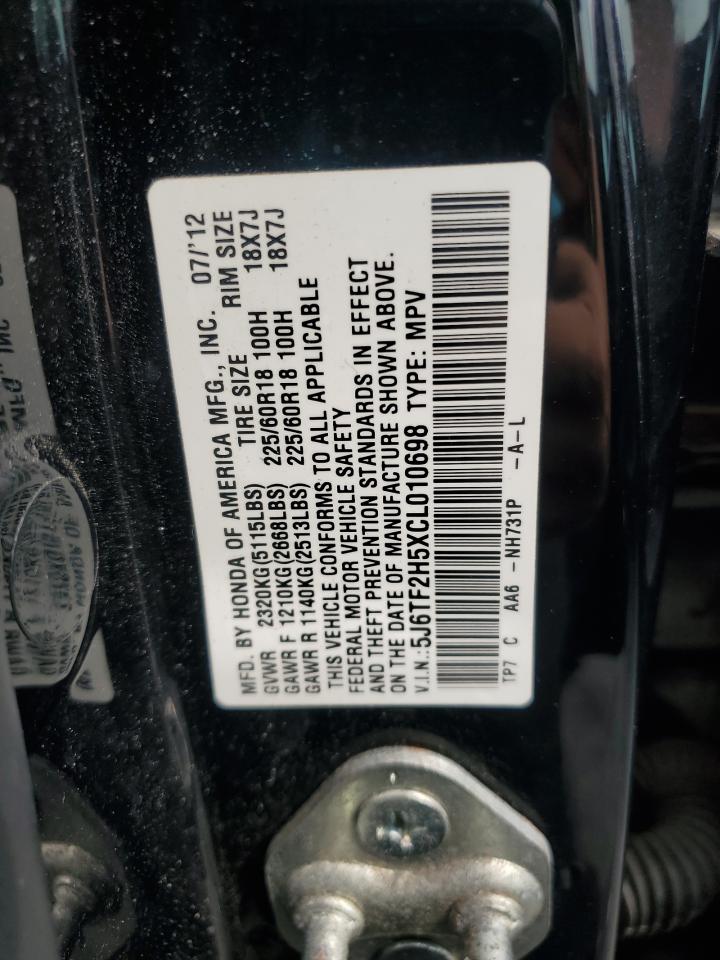 MFD. BY HONDA OF AMERICA MFG., INC. 07/'12
TIRE SIZE RIM SIZE
GVWR 2320KG(5115LBS)
GAWR F 1210KG(2668LBS) 225/60R18 100H 18X7J
GAWR R 1140KG(2513LBS) 225/60R18 100H 18X7J
THIS VEHICLE CONFORMS TO ALL APPLICABLE
FEDERAL MOTOR VEHICLE SAFETY
AND THEFT PREVENTION STANDARDS IN EFFECT
ON THE DATE OF MANUFACTURE SHOWN ABOVE.
V.I.N.: 5J6TF2H5XCL010698 TYPE: MPV
TP7 C AA6 -NH731P -A-L